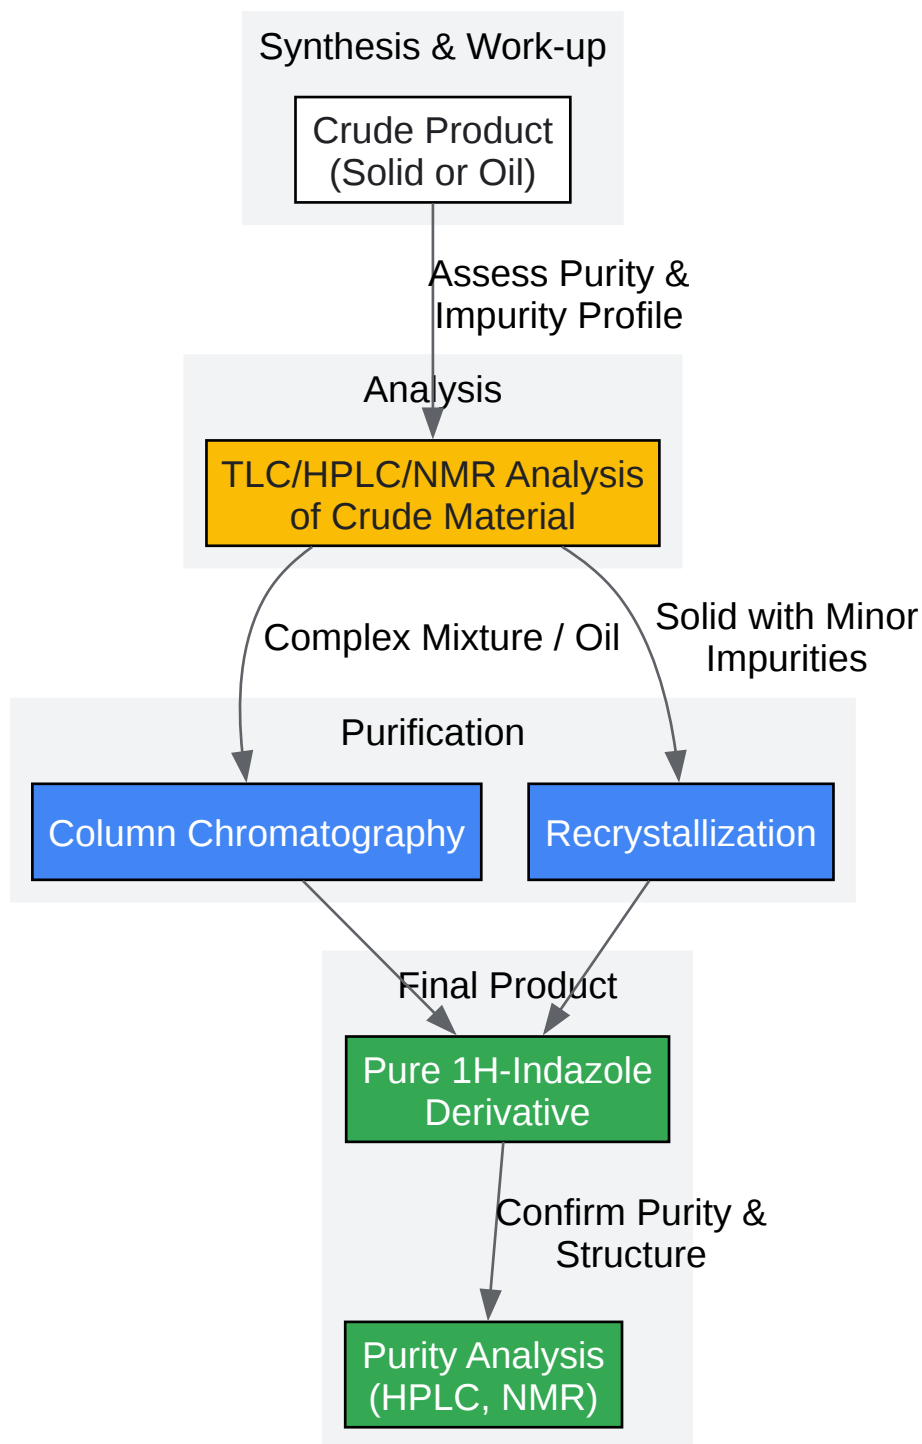 Synthesis & Work-up
Crude Product
(Solid or Oil)
Assess Purity &
Impurity Profile
Analysis
TLC/HPLC/NMR Analysis
of Crude Material
Complex Mixture / Oil
Solid with Minor
Impurities
Purification
Column Chromatography
Recrystallization
Final Product
Pure 1H-Indazole
Derivative
Confirm Purity &
Structure
Purity Analysis
(HPLC, NMR)